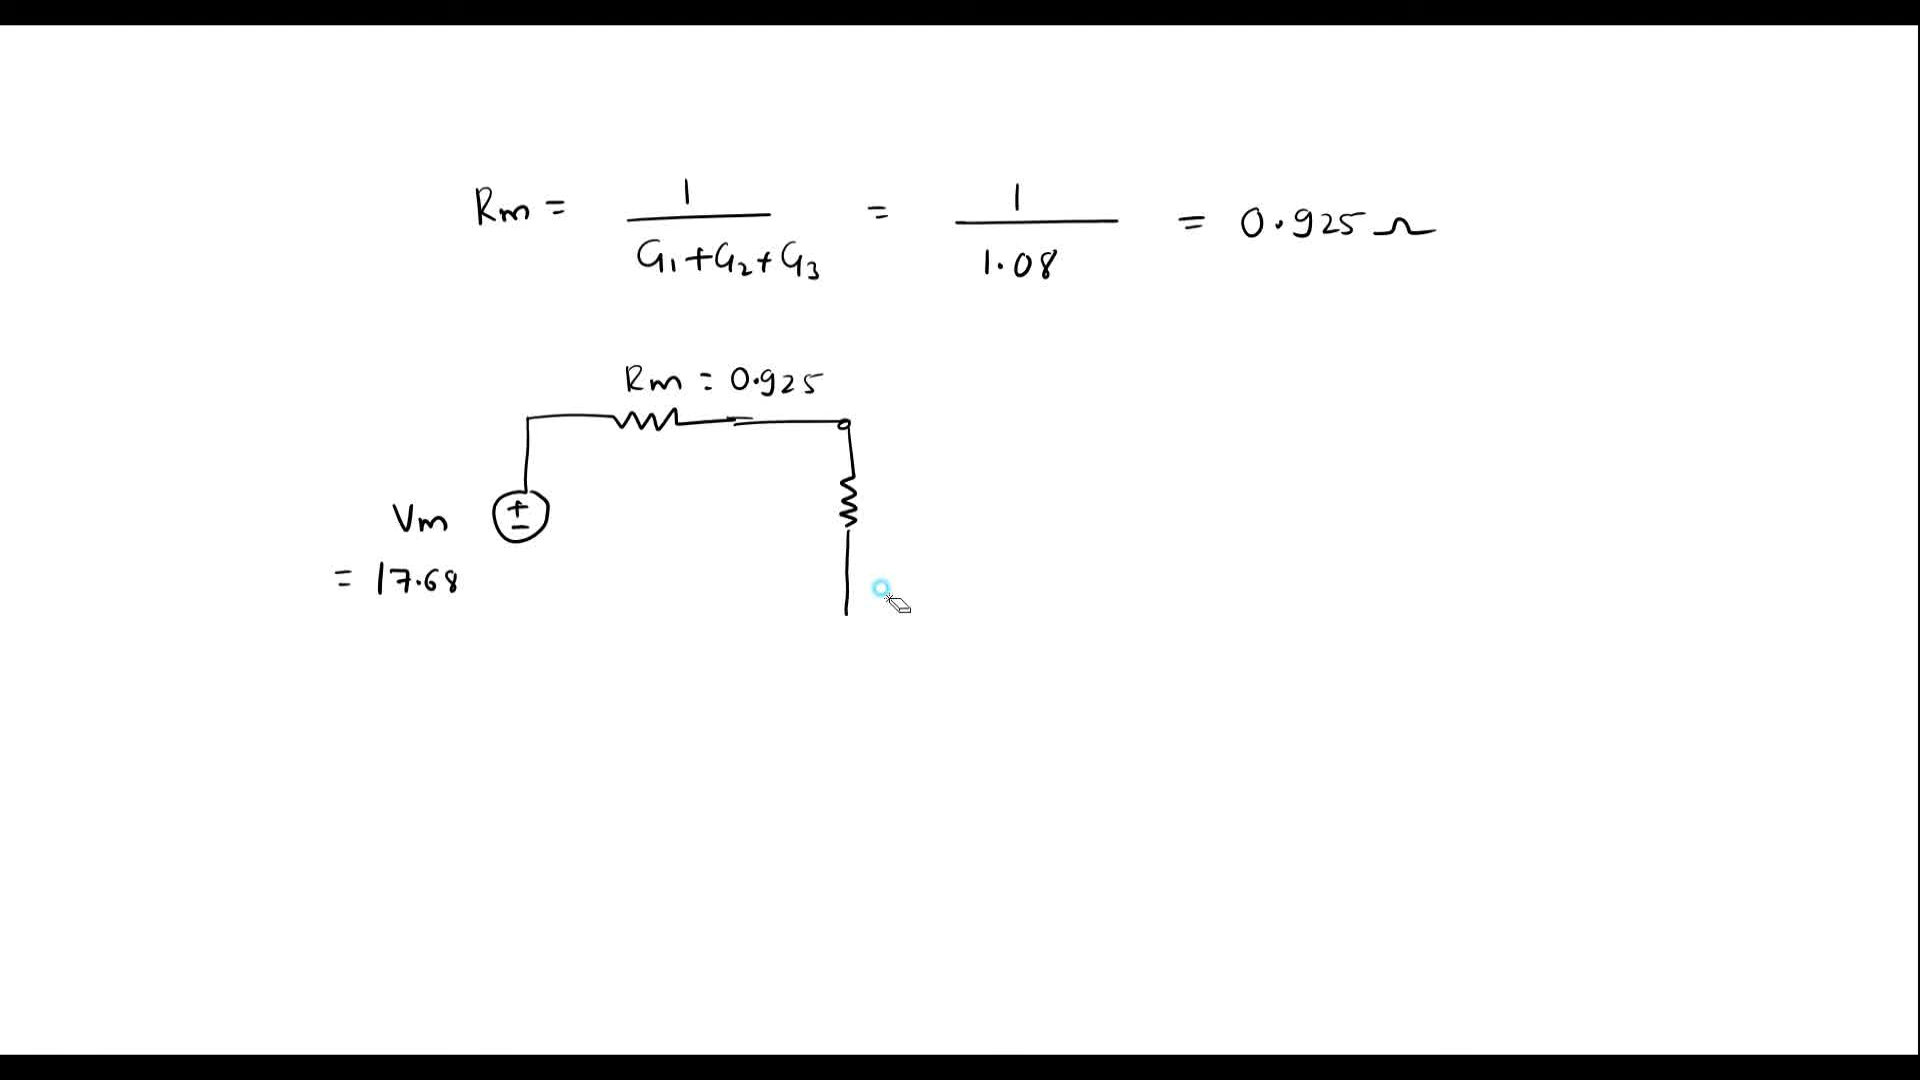 Rm = 1 / (G1+G2+G3) = 1 / 1.08 = 0.925 Ω
Rm = 0.925
Vm
= 17.68